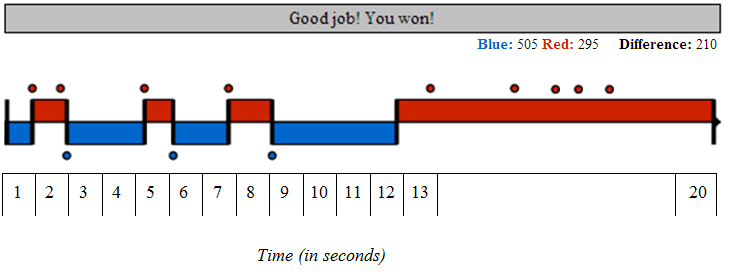 Good job! You won!
Blue: 505 Red: 295 Difference: 210
1 2 3 4 5 6 7 8 9 10 11 12 13 20
Time (in seconds)